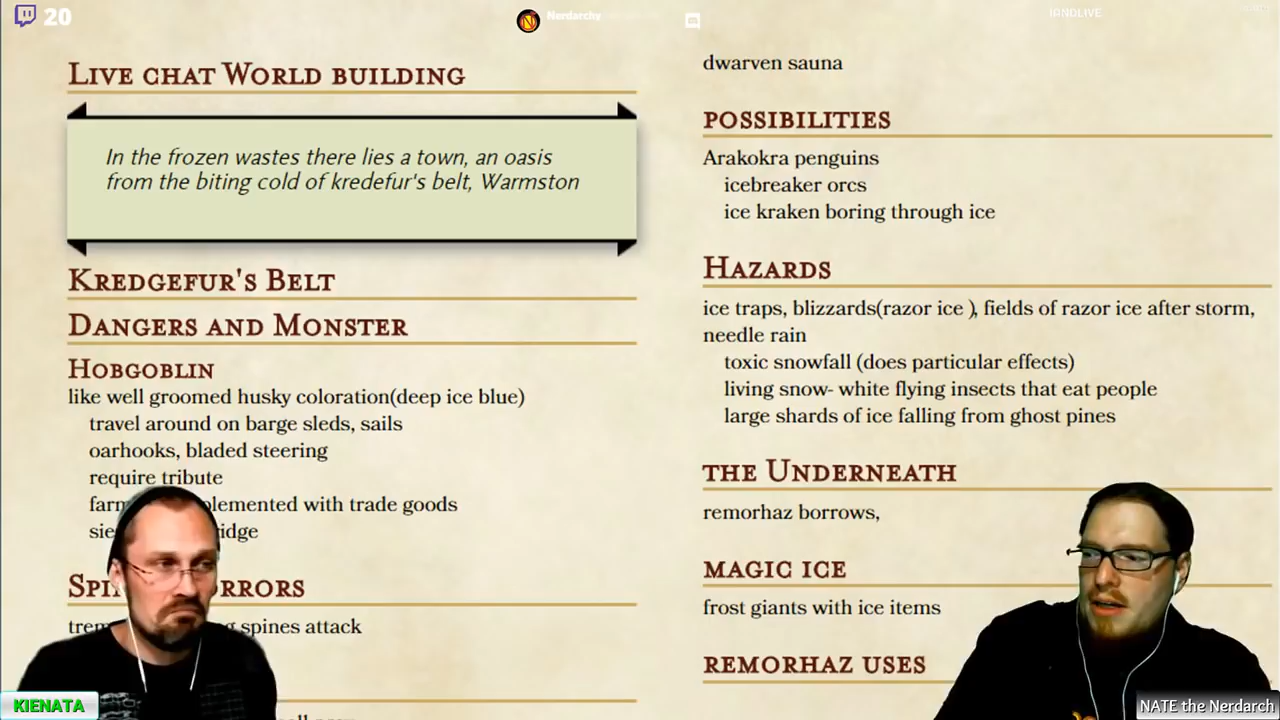 20
Nerdarchy
IANDLIVE
LIVE CHAT WORLD BUILDING
In the frozen wastes there lies a town, an oasis
from the biting cold of kredefur's belt, Warmston
KREDGEFUR'S BELT
DANGERS AND MONSTER
HOBGOBLIN
like well groomed husky coloration(deep ice blue)
travel around on barge sleds, sails
oarhooks, bladed steering
require tribute
with trade goods
spines attack
dwarven sauna
POSSIBILITIES
Arakokra penguins
icebreaker orcs
ice kraken boring through ice
HAZARDS
ice traps, blizzards(razor ice ), fields of razor ice after storm,
needle rain
toxic snowfall (does particular effects)
living snow- white flying insects that eat people
large shards of ice falling from ghost pines
THE UNDERNEATH
remorhaz borrows,
MAGIC ICE
frost giants with ice items
REMORHAZ USES
KIENATA
NATE the Nerdarch